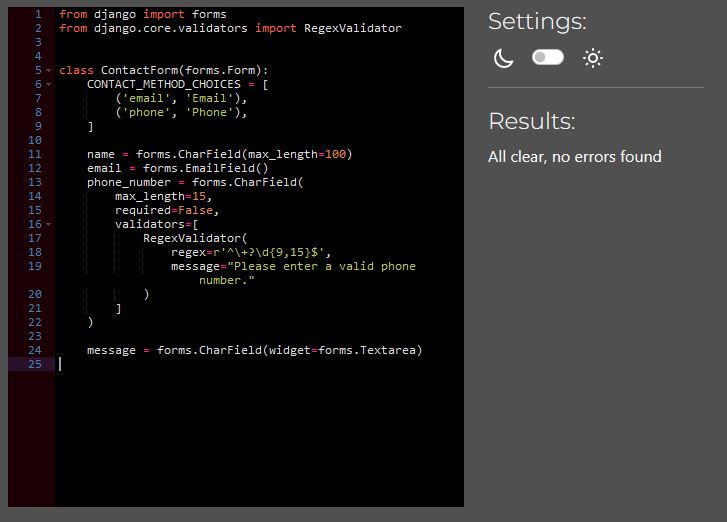 1 from django import forms
2 from django.core.validators import RegexValidator
3
4
5 class ContactForm(forms.Form):
6     CONTACT_METHOD_CHOICES = [
7         ('email', 'Email'),
8         ('phone', 'Phone'),
9     ]
10
11     name = forms.CharField(max_length=100)
12     email = forms.EmailField()
13     phone_number = forms.CharField(
14         max_length=15,
15         required=False,
16         validators=[
17             RegexValidator(
18                 regex=r'^\+?\d{9,15}$',
19                 message="Please enter a valid phone
                    number."
20             )
21         ]
22     )
23
24     message = forms.CharField(widget=forms.Textarea)
25
Settings:
Results:
All clear, no errors found